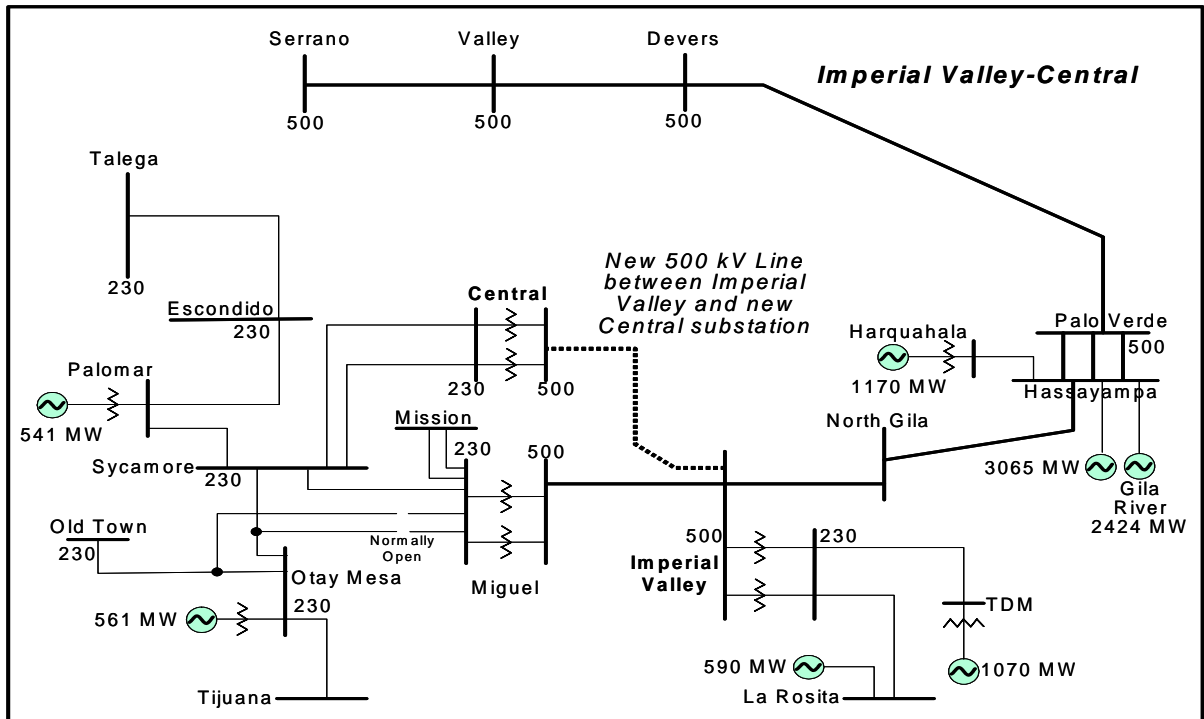 Serrano
Valley
Devers
Imperial Valley-Central
500
500
500
Talega
230
New 500 kV Line
between Imperial
Valley and new
Central substation
Central
Escondido
230
Palo Verde
500
Harquahala
1170 MW
Hassayampa
Palomar
541 MW
230
500
Mission
230
500
North Gila
Sycamore
230
3065 MW
Gila
River
2424 MW
Old Town
230
Normally
Open
Otay Mesa
230
Miguel
500
230
Imperial
Valley
561 MW
TDM
590 MW
1070 MW
Tijuana
La Rosita